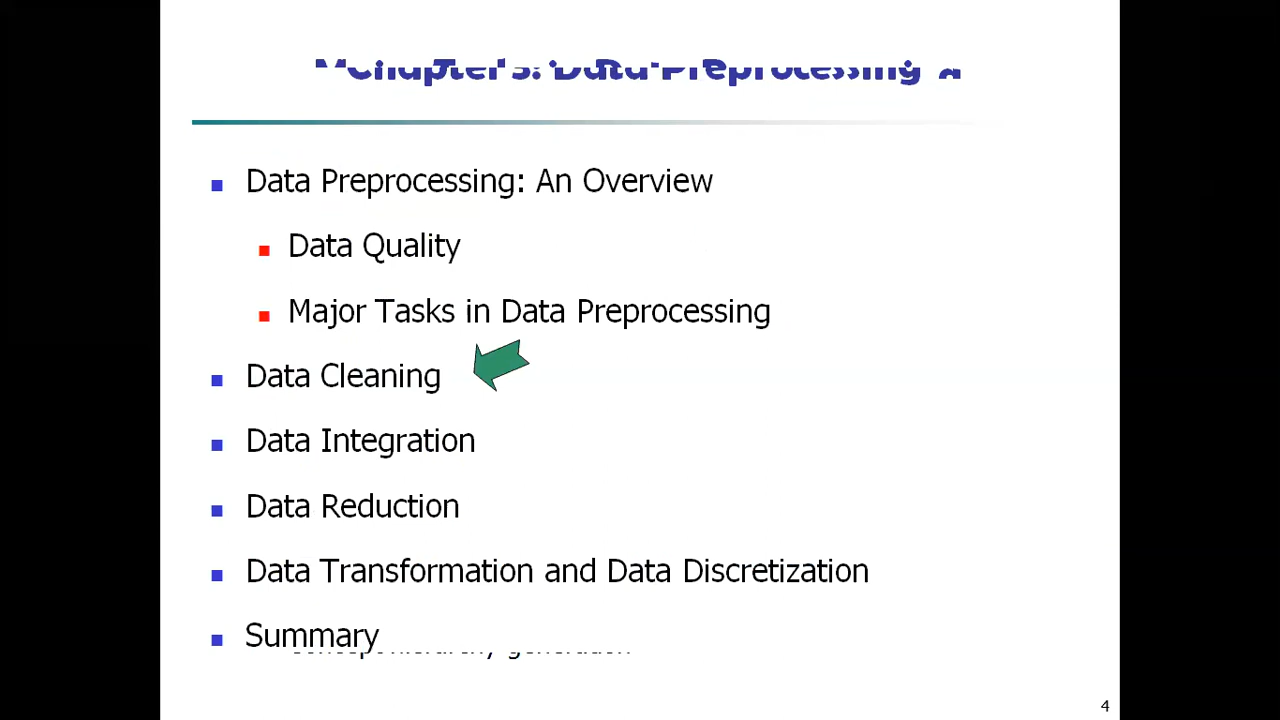 Chapter 3: Data Preprocessing
Data Preprocessing: An Overview
Data Quality
Major Tasks in Data Preprocessing
Data Cleaning
Data Integration
Data Reduction
Data Transformation and Data Discretization
Summary
4